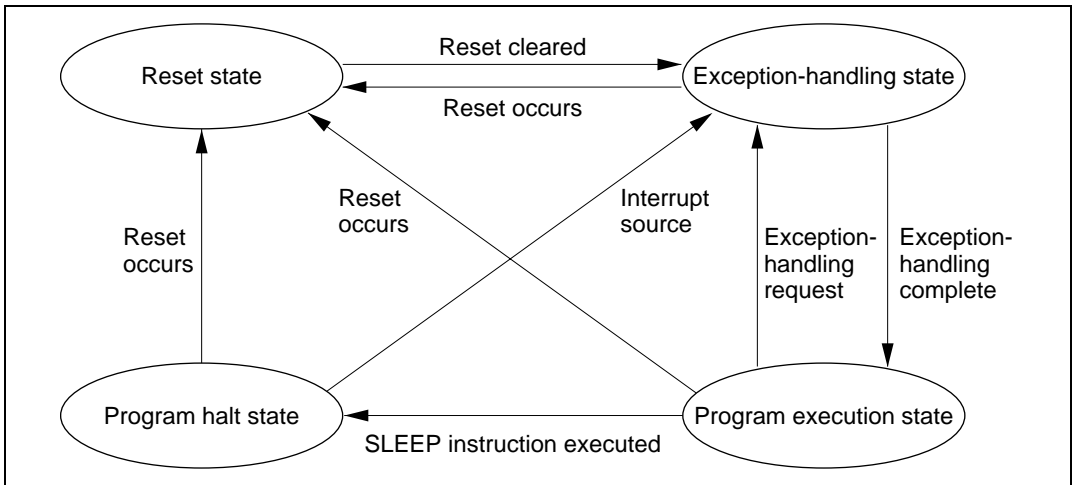 Reset cleared
Reset state
Exception-handling state
Reset occurs
Reset
occurs
Interrupt
source
Reset
occurs
Exception-
handling
request
Exception-
handling
complete
Program halt state
Program execution state
SLEEP instruction executed